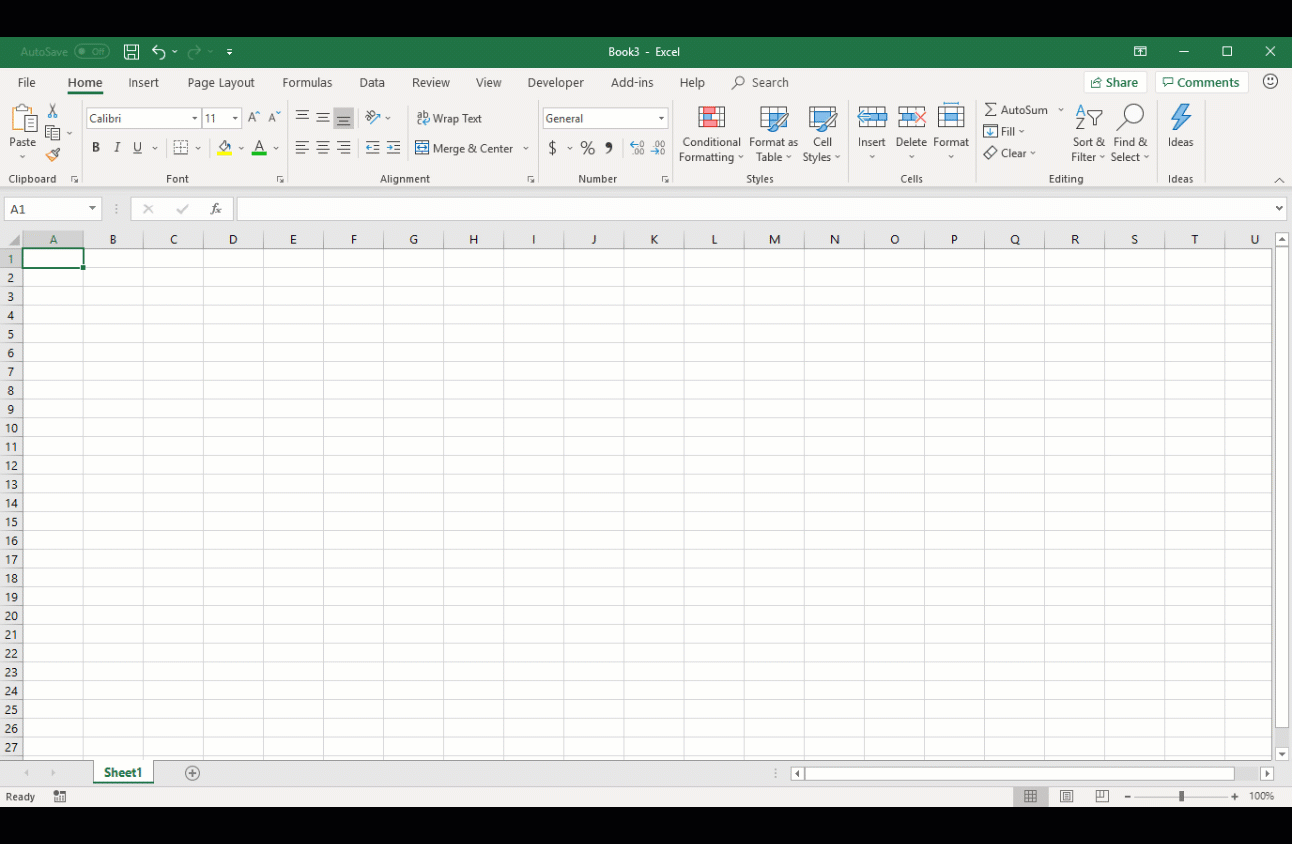 AutoSave Off Book3 - Excel
File Home Insert Page Layout Formulas Data Review View Developer Add-ins Help Search Share Comments
Calibri 11 A A ab Wrap Text General AutoSum
Fill
Paste B I U A Merge & Center $ % Conditional Formatting Format as Table Cell Styles Insert Delete Format Clear Sort & Filter Find & Select Ideas
Clipboard Font Alignment Number Styles Cells Editing Ideas
A1 fx
A B C D E F G H I J K L M N O P Q R S T U
1
2
3
4
5
6
7
8
9
10
11
12
13
14
15
16
17
18
19
20
21
22
23
24
25
26
27
Sheet1
Ready 100%